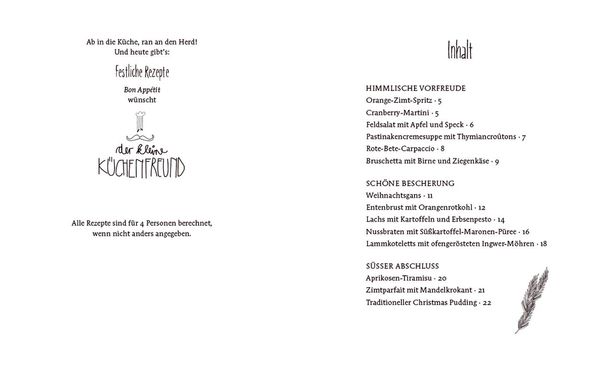 Ab in die Küche, ran an den Herd!
Und heute gibt's:
Festliche Rezepte
Bon Appétit
wünscht
der kleine
KÜCHENFREUND
Alle Rezepte sind für 4 Personen berechnet,
wenn nicht anders angegeben.
Inhalt
HIMMLISCHE VORFREUDE
Orange-Zimt-Spritz · 5
Cranberry-Martini · 5
Feldsalat mit Apfel und Speck · 6
Pastinakencremesuppe mit Thymiancroûtons · 7
Rote-Bete-Carpaccio · 8
Bruschetta mit Birne und Ziegenkäse · 9
SCHÖNE BESCHERUNG
Weihnachtsgans · 11
Entenbrust mit Orangenrotkohl · 12
Lachs mit Kartoffeln und Erbsenpesto · 14
Nussbraten mit Süßkartoffel-Maronen-Püree · 16
Lammkoteletts mit ofengerösteten Ingwer-Möhren · 18
SÜSSER ABSCHLUSS
Aprikosen-Tiramisu · 20
Zimtparfait mit Mandelkrokant · 21
Traditioneller Christmas Pudding · 22